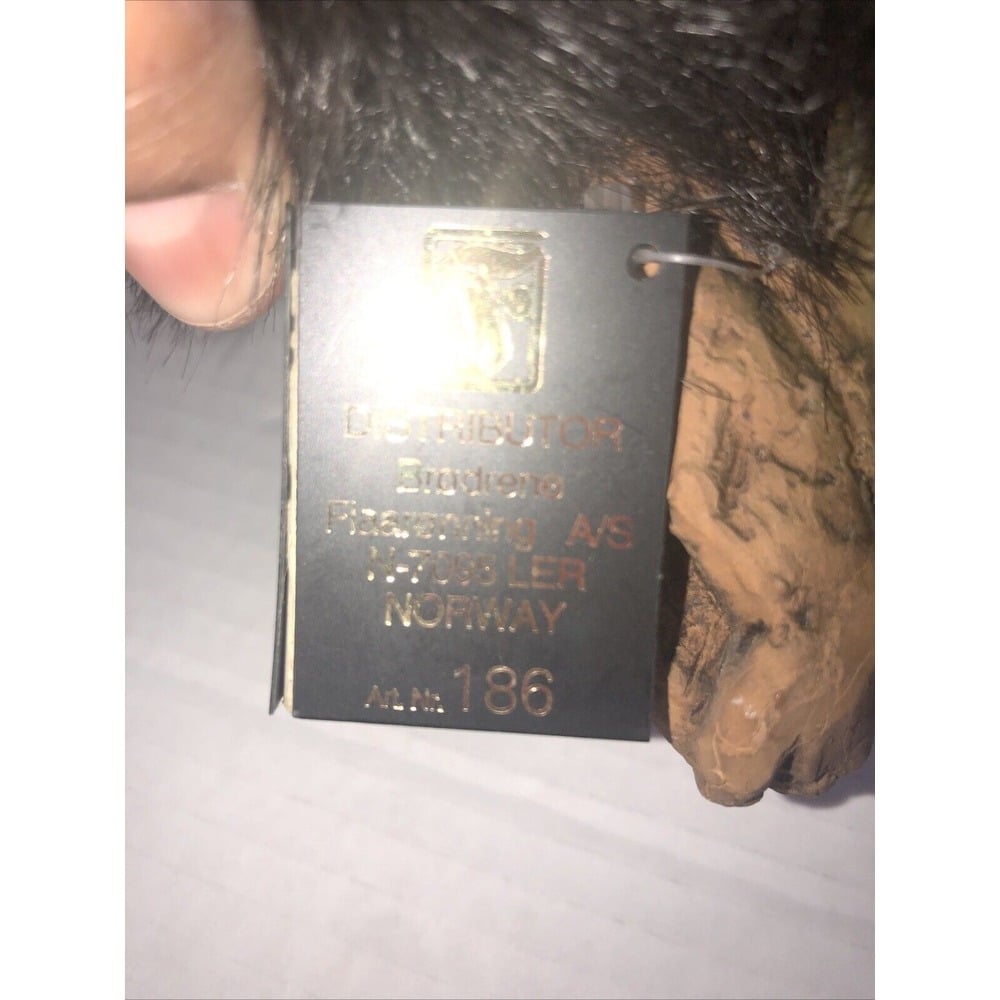 DISTRIBUTOR
Brødrene
A/S
LER
NORWAY
Art. Nr. 186